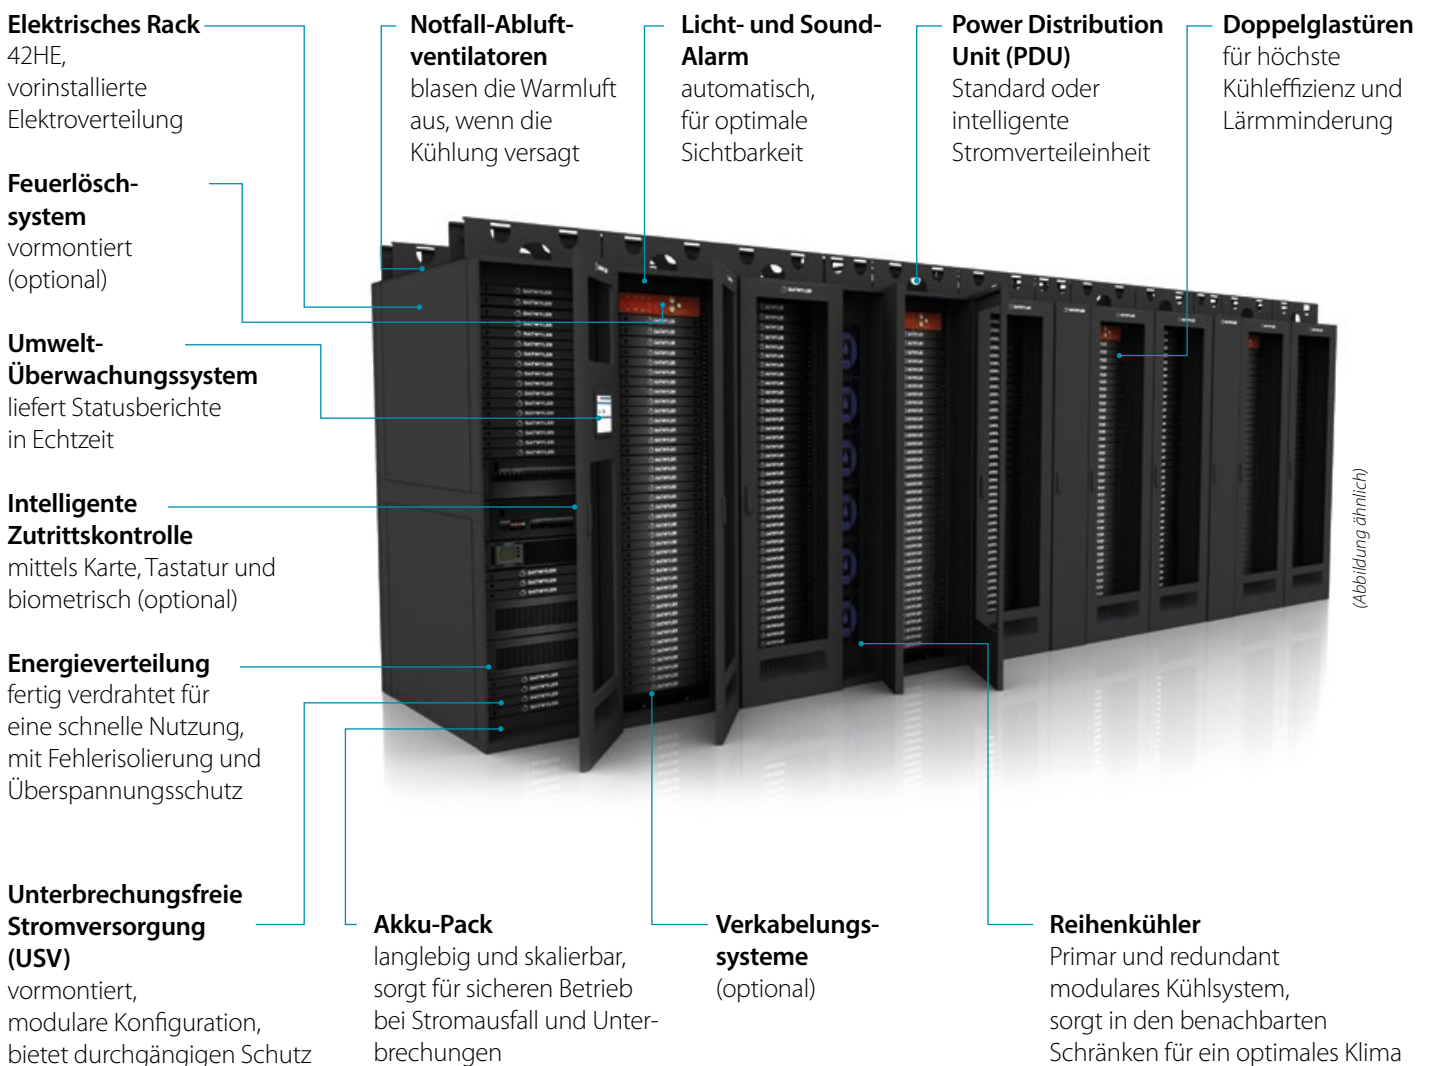 Elektrisches Rack
42HE,
vorinstallierte
Elektroverteilung
Notfall-Abluft-
ventilatoren
blasen die Warmluft
aus, wenn die
Kühlung versagt
Licht- und Sound-
Alarm
automatisch,
für optimale
Sichtbarkeit
Power Distribution
Unit (PDU)
Standard oder
intelligente
Stromverteileinheit
Doppelglastüren
für höchste
Kühleffizienz und
Lärmminderung
Feuerlösch-
system
vormontiert
(optional)
Umwelt-
Überwachungssystem
liefert Statusberichte
in Echtzeit
Intelligente
Zutrittskontrolle
mittels Karte, Tastatur und
biometrisch (optional)
Energieverteilung
fertig verdrahtet für
eine schnelle Nutzung,
mit Fehlerisolierung und
Überspannungsschutz
Unterbrechungsfreie
Stromversorgung
(USV)
vormontiert,
modulare Konfiguration,
bietet durchgängigen Schutz
Akku-Pack
langlebig und skalierbar,
sorgt für sicheren Betrieb
bei Stromausfall und Unter-
brechungen
Verkabelungs-
systeme
(optional)
Reihenkühler
Primar und redundant
modulares Kühlsystem,
sorgt in den benachbarten
Schränken für ein optimales Klima
(Abbildung ähnlich)